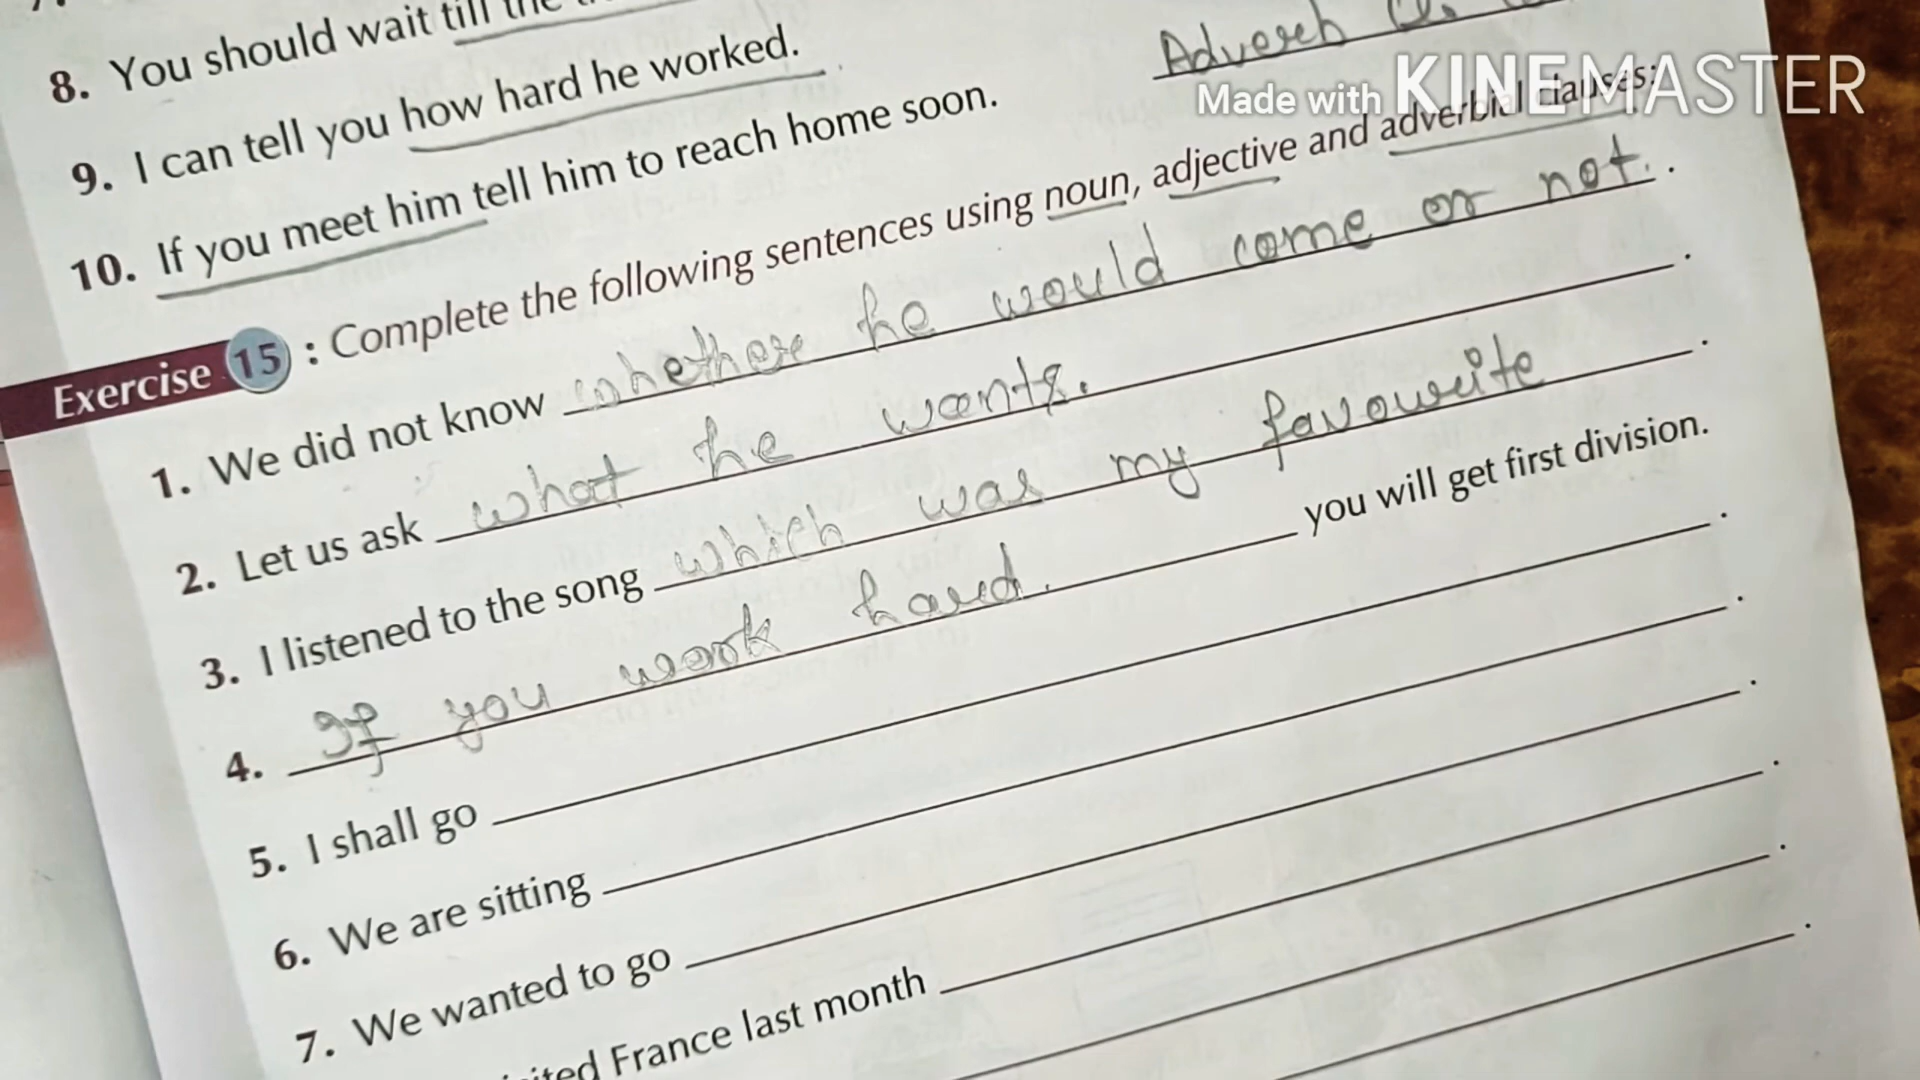 8. You should wait till the
9. I can tell you how hard he worked.
Adverb
Made with KINEMASTER
10. If you meet him tell him to reach home soon.
Exercise 15 : Complete the following sentences using noun, adjective and adverbial clauses:
1. We did not know whether he would come or not. .
2. Let us ask what he wants. .
3. I listened to the song which was my favourite .
4. If you work hard. you will get first division.
5. I shall go .
6. We are sitting .
7. We wanted to go .
France last month .